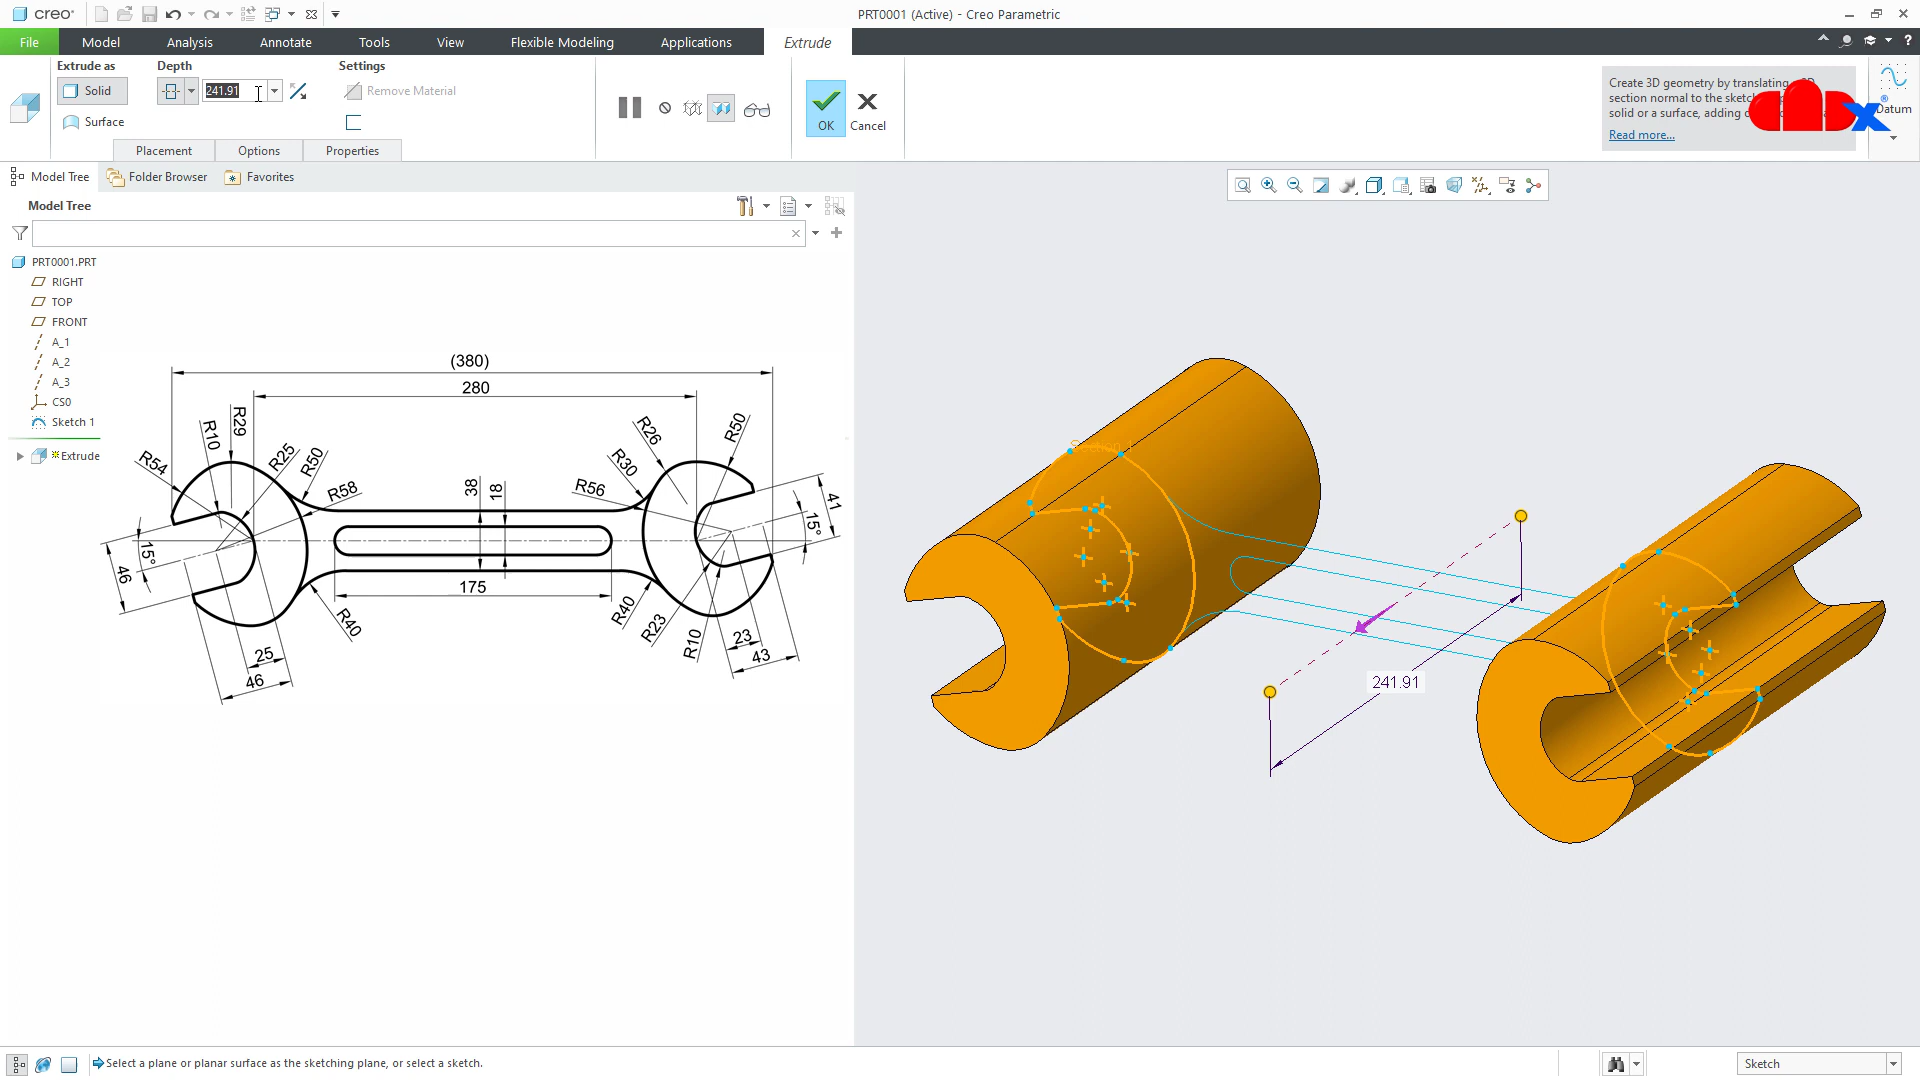 creo
PRT0001 (Active) - Creo Parametric
File
Model
Analysis
Annotate
Tools
View
Flexible Modeling
Applications
Extrude
Extrude as
Solid
Surface
Depth
241.91
Settings
Remove Material
OK
Cancel
Placement
Options
Properties
Create 3D geometry by translating
section normal to the
solid or a surface, adding
Read more...
Datum
Model Tree
Folder Browser
Favorites
Model Tree
PRT0001.PRT
RIGHT
TOP
FRONT
A_1
A_2
A_3
CS0
Sketch 1
Extrude
(380)
280
R10
R29
R54
R25
R50
R58
38
18
R30
R26
R50
R56
41
15°
15°
46
175
R40
R40
R23
R10
25
46
23
43
241.91
Select a plane or planar surface as the sketching plane, or select a sketch.
Sketch